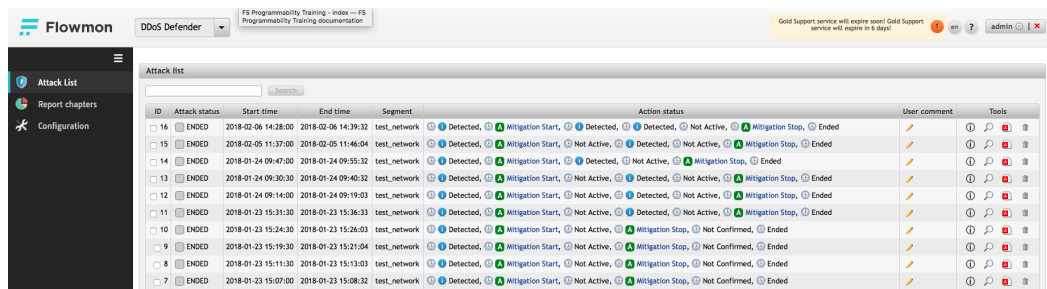 F5 Programmability Training - Index — F5
Programmability Training documentation
Flowmon
DDoS Defender
Gold Support service will expire soon! Gold Support
service will expire in 6 days!
1
en
?
admin
Attack List
Report chapters
Configuration
Attack list
Search
ID Attack status Start time End time Segment Action status User comment Tools
16 ENDED 2018-02-06 14:28:00 2018-02-06 14:39:32 test_network i Detected, A Mitigation Start, i Detected, i Detected, Not Active, A Mitigation Stop, Ended
15 ENDED 2018-02-05 11:37:00 2018-02-05 11:46:04 test_network i Detected, A Mitigation Start, Not Active, i Detected, Not Active, A Mitigation Stop, Ended
14 ENDED 2018-01-24 09:47:00 2018-01-24 09:55:32 test_network i Detected, A Mitigation Start, i Detected, Not Active, A Mitigation Stop, Ended
13 ENDED 2018-01-24 09:30:30 2018-01-24 09:40:32 test_network i Detected, A Mitigation Start, Not Active, i Detected, Not Active, A Mitigation Stop, Ended
12 ENDED 2018-01-24 09:14:00 2018-01-24 09:19:03 test_network i Detected, A Mitigation Start, Not Active, i Detected, Not Active, A Mitigation Stop, Ended
11 ENDED 2018-01-23 15:31:30 2018-01-23 15:36:33 test_network i Detected, A Mitigation Start, Not Active, i Detected, Not Active, A Mitigation Stop, Ended
10 ENDED 2018-01-23 15:24:30 2018-01-23 15:26:03 test_network i Detected, A Mitigation Start, Not Active, A Mitigation Stop, Not Confirmed, Ended
9 ENDED 2018-01-23 15:19:30 2018-01-23 15:21:04 test_network i Detected, A Mitigation Start, Not Active, A Mitigation Stop, Not Confirmed, Ended
8 ENDED 2018-01-23 15:11:30 2018-01-23 15:13:03 test_network i Detected, A Mitigation Start, Not Active, A Mitigation Stop, Not Confirmed, Ended
7 ENDED 2018-01-23 15:07:00 2018-01-23 15:08:32 test_network i Detected, A Mitigation Start, Not Active, A Mitigation Stop, Not Confirmed, Ended